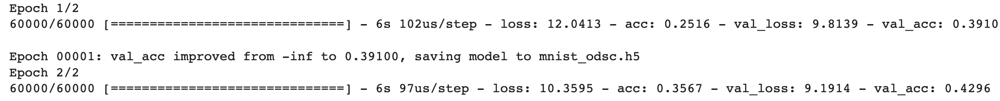 Epoch 1/2
60000/60000 [==============================] - 6s 102us/step - loss: 12.0413 - acc: 0.2516 - val_loss: 9.8139 - val_acc: 0.3910
Epoch 00001: val_acc improved from -inf to 0.39100, saving model to mnist_odsc.h5
Epoch 2/2
60000/60000 [==============================] - 6s 97us/step - loss: 10.3595 - acc: 0.3567 - val_loss: 9.1914 - val_acc: 0.4296